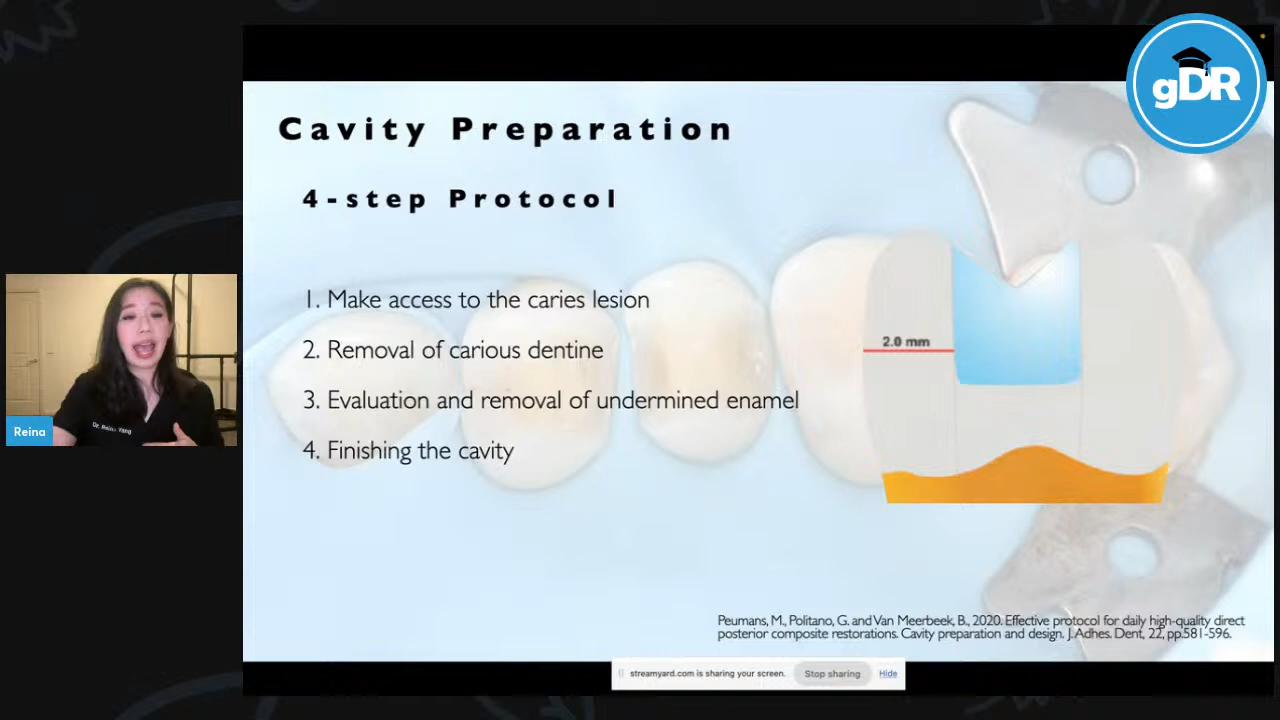 gDR
Cavity Preparation
4-step Protocol
1. Make access to the caries lesion
2. Removal of carious dentine
3. Evaluation and removal of undermined enamel
4. Finishing the cavity
2.0 mm
Dr. Reina Yang
Reina
Peumans, M., Politano, G. and Van Meerbeek, B., 2020. Effective protocol for daily high-quality direct
posterior composite restorations. Cavity preparation and design. J. Adhes. Dent, 22, pp.581-596.
streamyard.com is sharing your screen.
Stop sharing
Hide